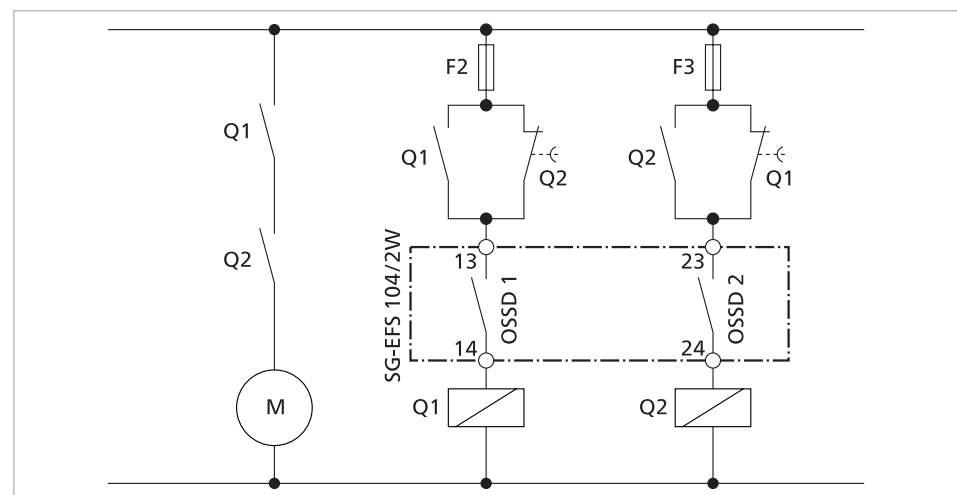 F2
F3
Q1
Q1
Q2
Q2
Q1
Q2
SG-EFS 104/2W
13
OSSD 1
14
23
OSSD 2
24
M
Q1
Q2